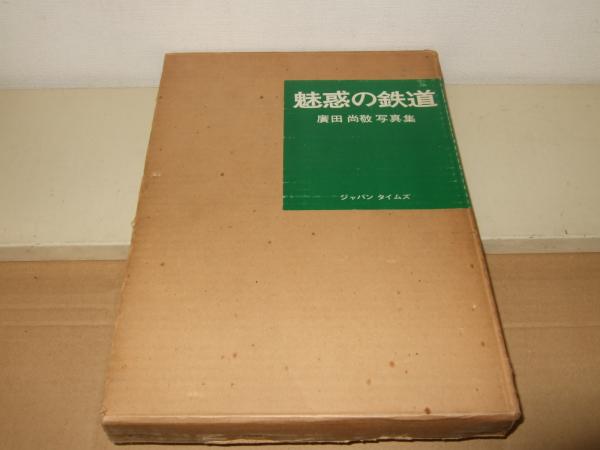 魅惑の鉄道
廣田 尚敬 写真集
ジャパン タイムズ